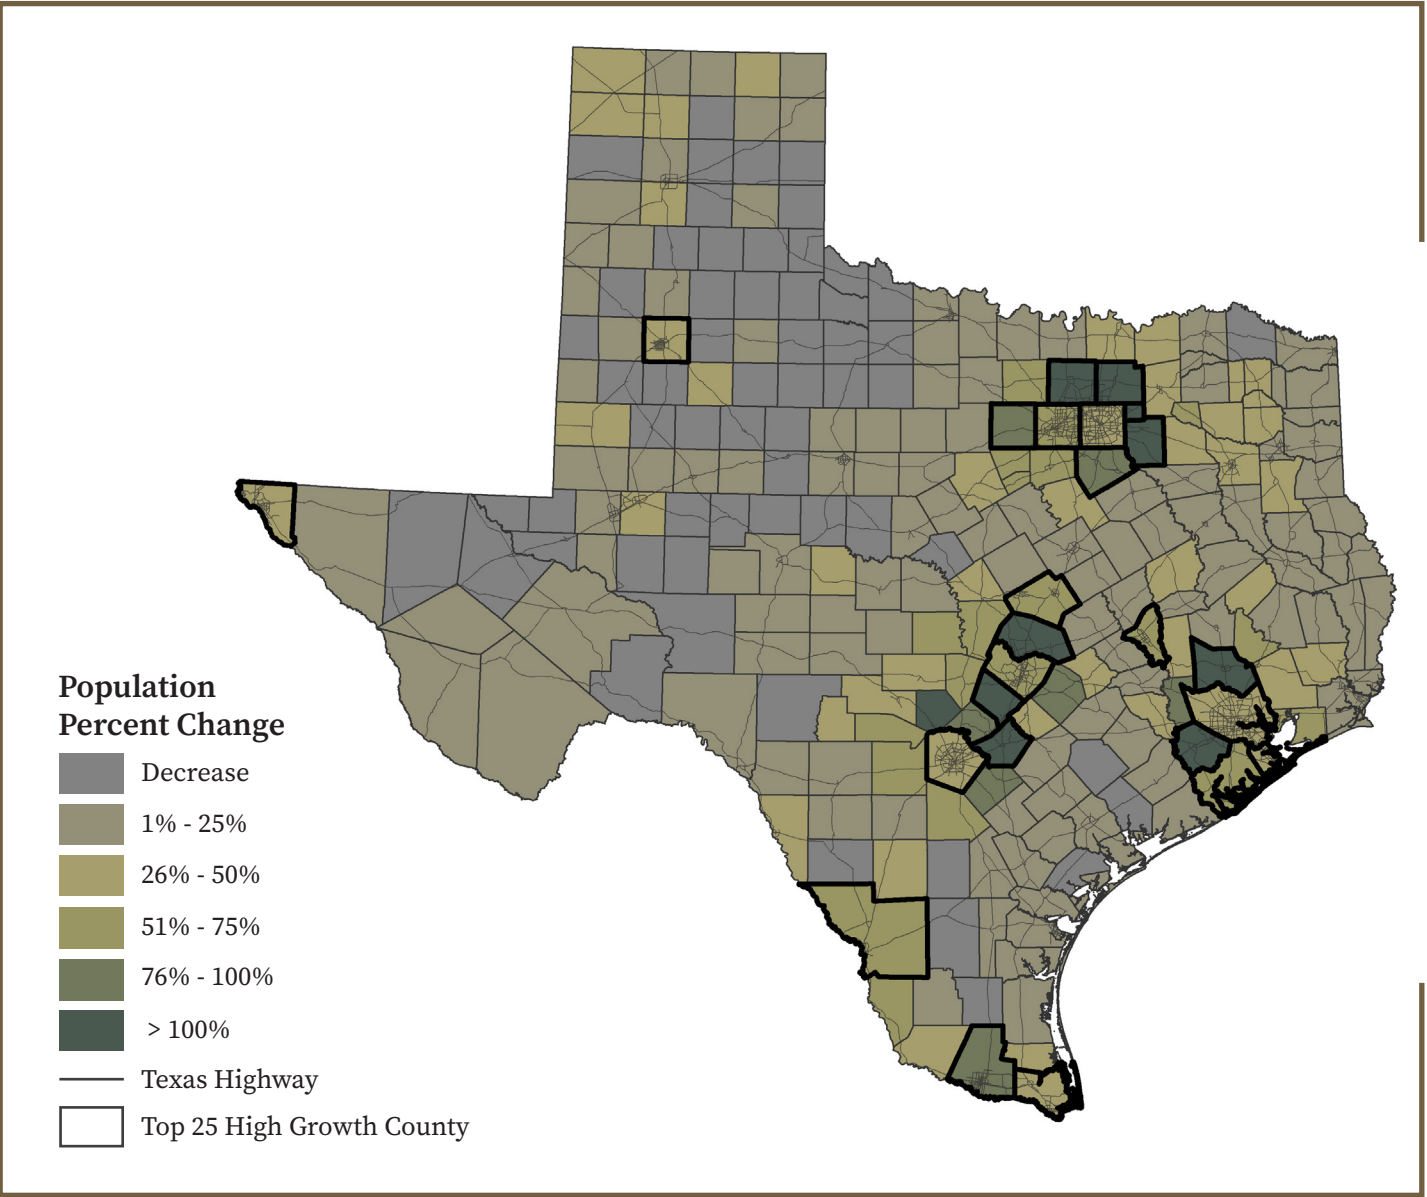 Population
Percent Change
Decrease
1% - 25%
26% - 50%
51% - 75%
76% - 100%
> 100%
Texas Highway
Top 25 High Growth County